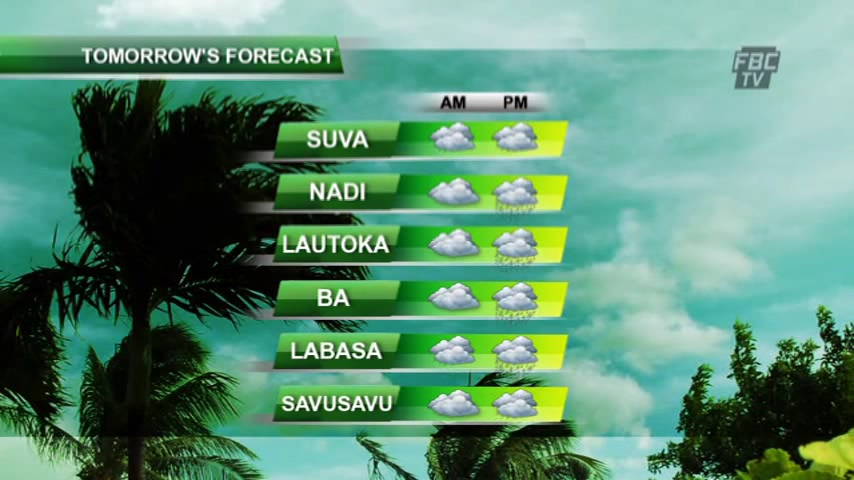 TOMORROW'S FORECAST
FBC
TV
AM PM
SUVA
NADI
LAUTOKA
BA
LABASA
SAVUSAVU